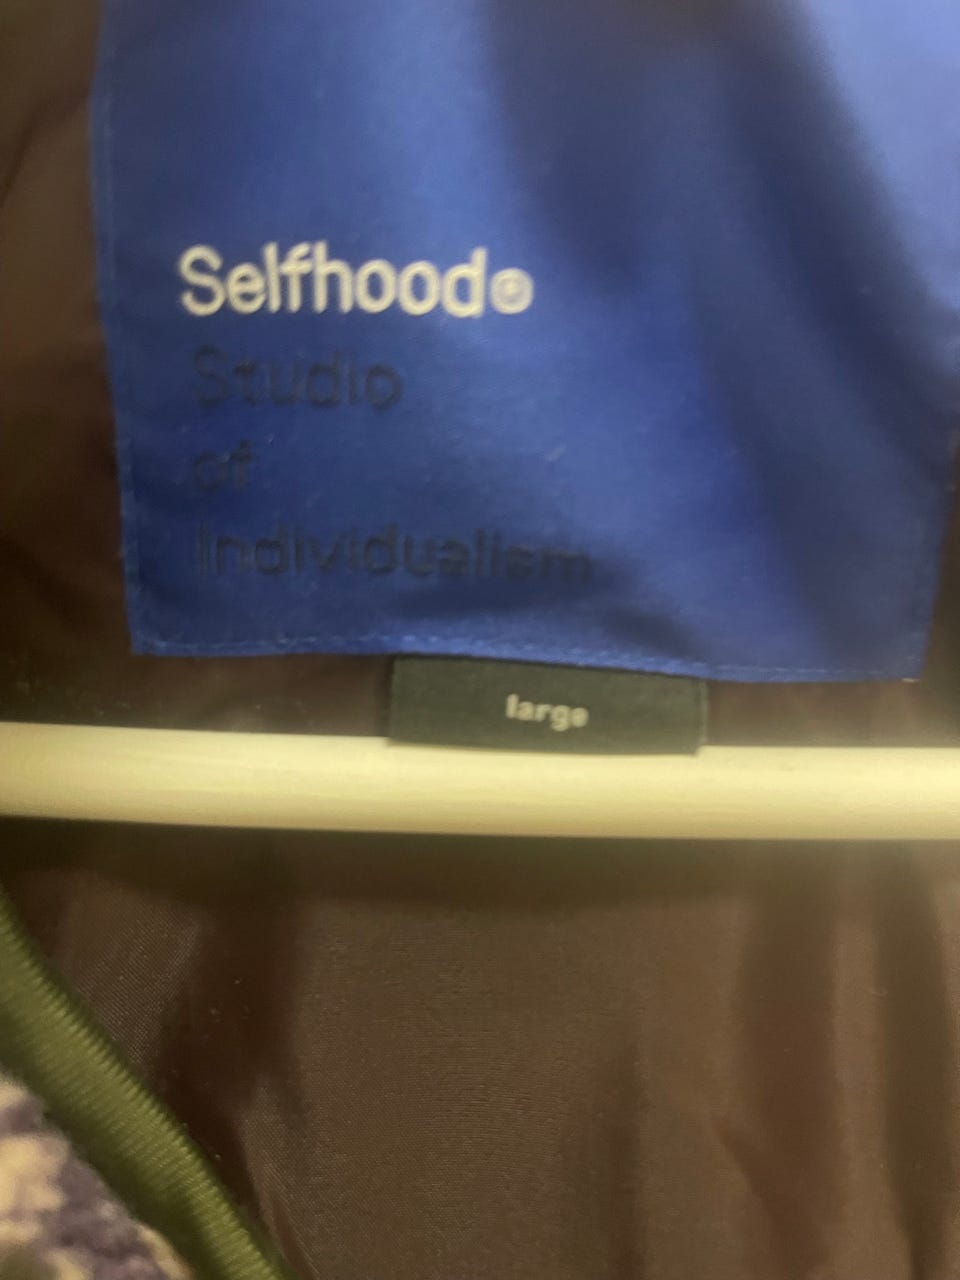 Selfhood®
Studio
of
Individualism
large